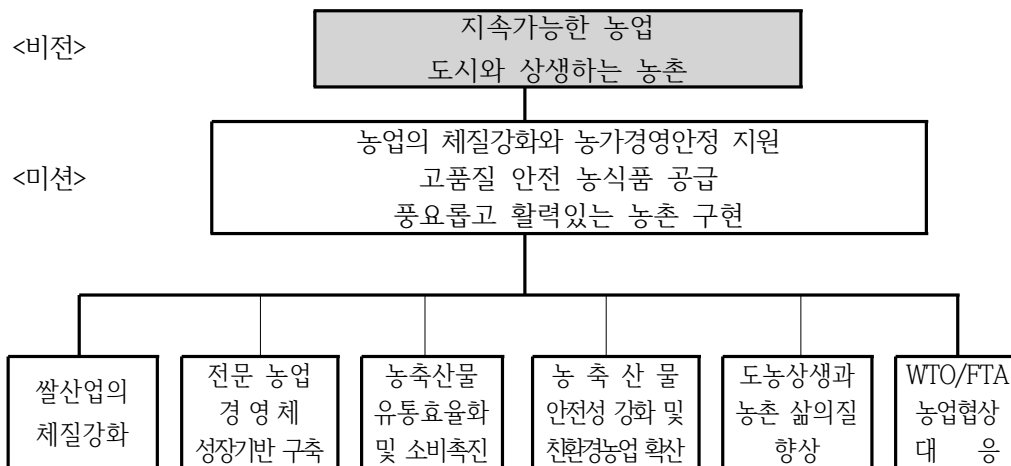 <비전>
지속가능한 농업
도시와 상생하는 농촌
<미션>
농업의 체질강화와 농가경영안정 지원
고품질 안전 농식품 공급
풍요롭고 활력있는 농촌 구현
쌀산업의
체질강화
전문 농업
경 영 체
성장기반 구축
농축산물
유통효율화
및 소비촉진
농 축 산 물
안전성 강화 및
친환경농업 확산
도농상생과
농촌 삶의질
향상
WTO/FTA
농업협상
대 응